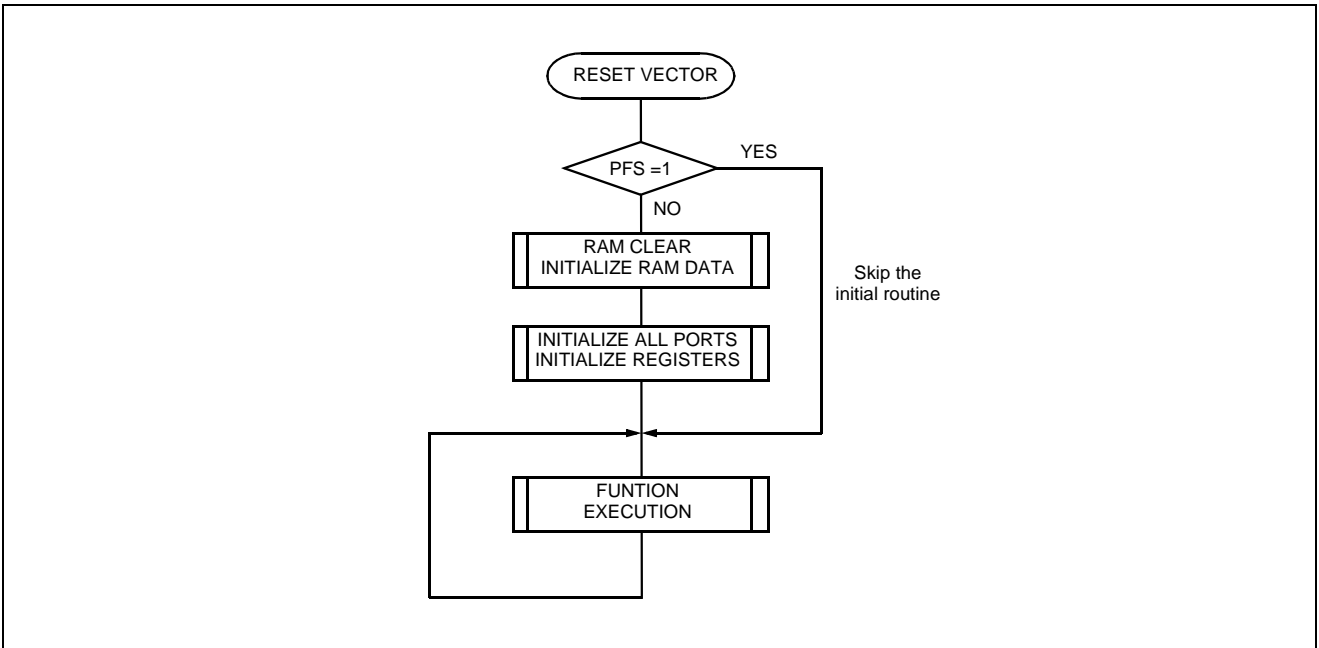 RESET VECTOR
PFS =1
YES
NO
RAM CLEAR
INITIALIZE RAM DATA
Skip the
initial routine
INITIALIZE ALL PORTS
INITIALIZE REGISTERS
FUNTION
EXECUTION